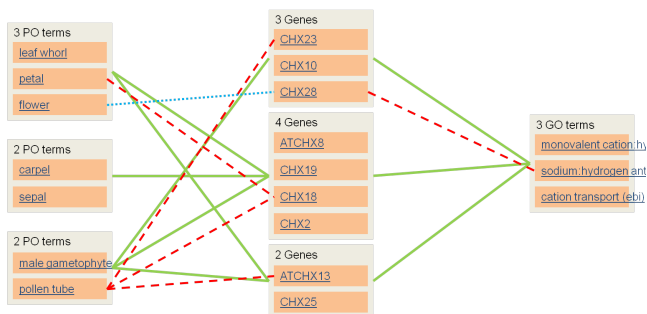 3 PO terms
leaf whorl
petal
flower
2 PO terms
carpel
sepal
2 PO terms
male gametophyte
pollen tube
3 Genes
CHX23
CHX10
CHX28
4 Genes
ATCHX8
CHX19
CHX18
CHX2
2 Genes
ATCHX13
CHX25
3 GO terms
monovalent cation:hy
sodium:hydrogen ant
cation transport (ebi)